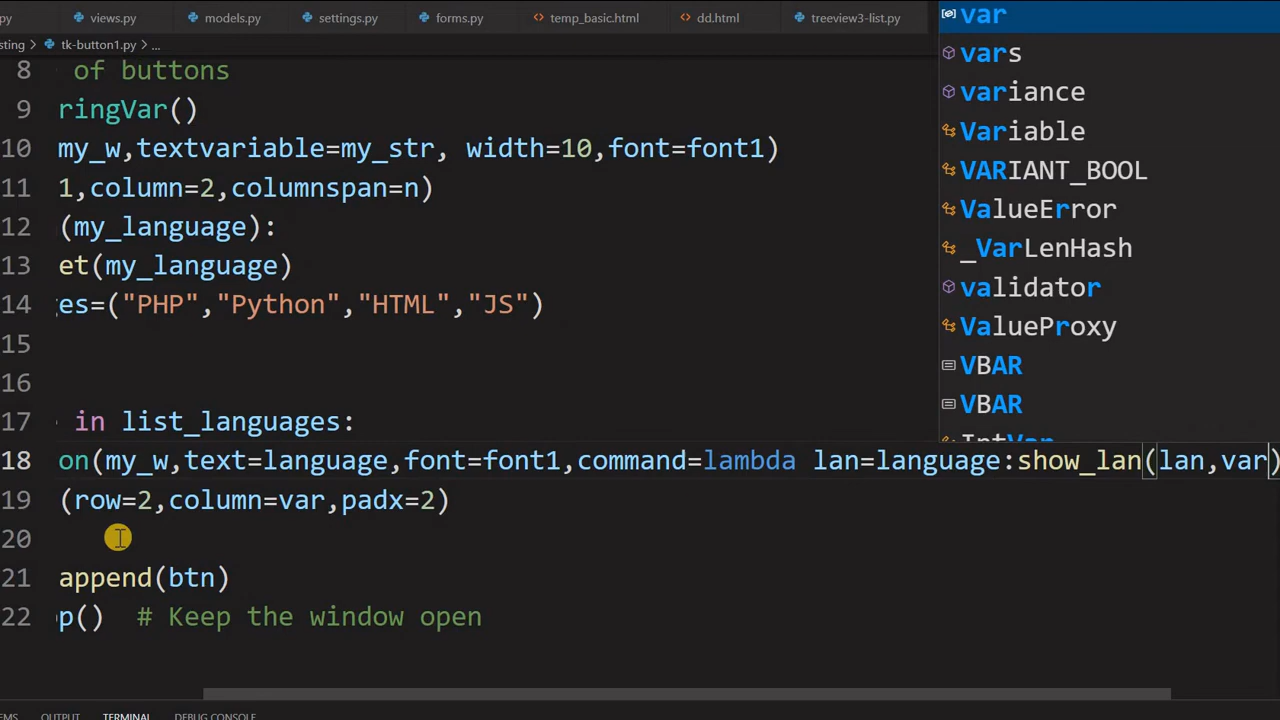 py views.py models.py settings.py forms.py temp_basic.html dd.html treeview3-list.py
sting > tk-button1.py > ...
8 of buttons
9 ringVar()
10 my_w,textvariable=my_str, width=10,font=font1)
11 1,column=2,columnspan=n)
12 (my_language):
13 et(my_language)
14 es=("PHP","Python","HTML","JS")
15
16
17 in list_languages:
18 on(my_w,text=language,font=font1,command=lambda lan=language:show_lan(lan,var)
19 (row=2,column=var,padx=2)
20
21 append(btn)
22 p() # Keep the window open
var
vars
variance
Variable
VARIANT_BOOL
ValueError
_VarLenHash
validator
ValueProxy
VBAR
VBAR
IntVar
EMS OUTPUT TERMINAL DEBUG CONSOLE